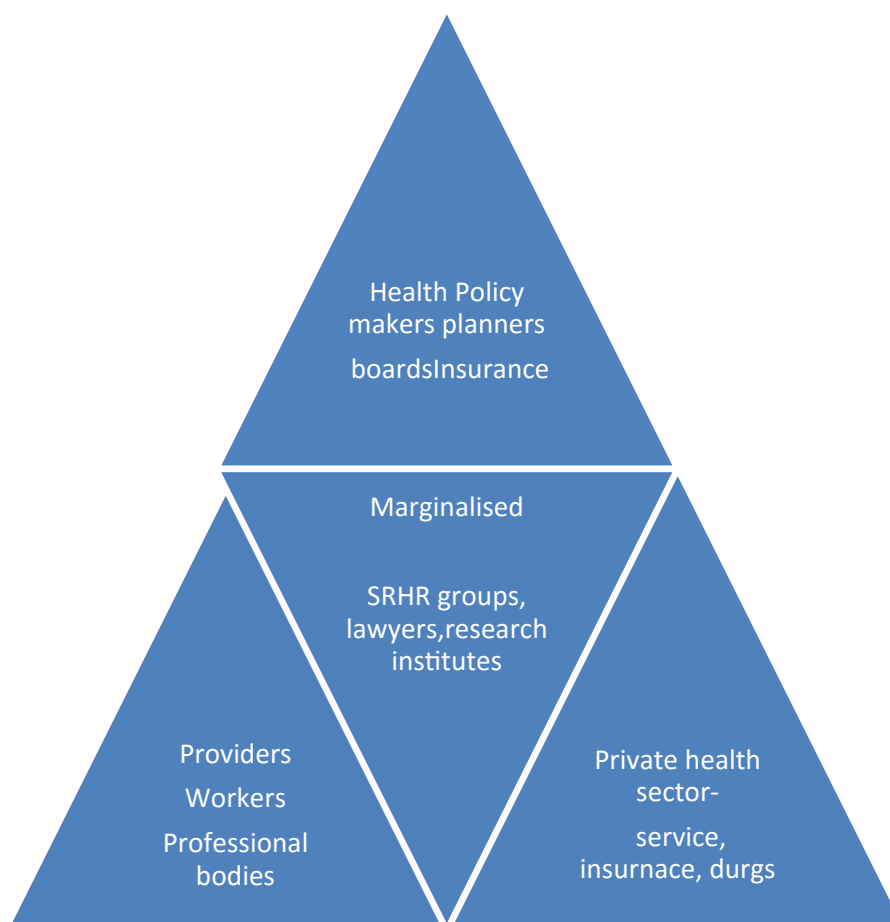 Health Policy
makers planners
boardsInsurance
Marginalised
SRHR groups,
lawyers,research
institutes
Providers
Workers
Professional
bodies
Private health
sector-
service,
insurnace, durgs